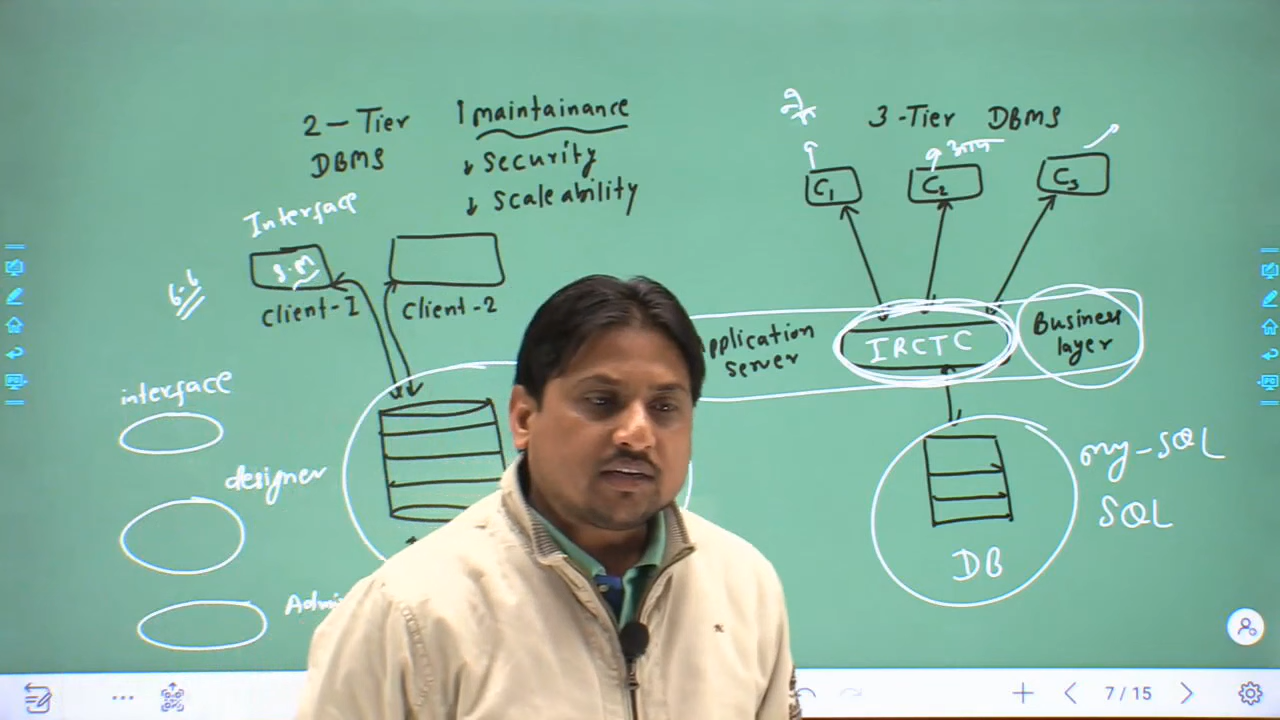 2-Tier
DBMS
↑ maintainance
↓ Security
↓ Scaleability
Interface
S.M
Client-1
Client-2
interface
designer
3-Tier DBMS
C1
C2
C3
pplication
server
IRCTC
Business
layer
my-SQL
SQL
DB
7 / 15